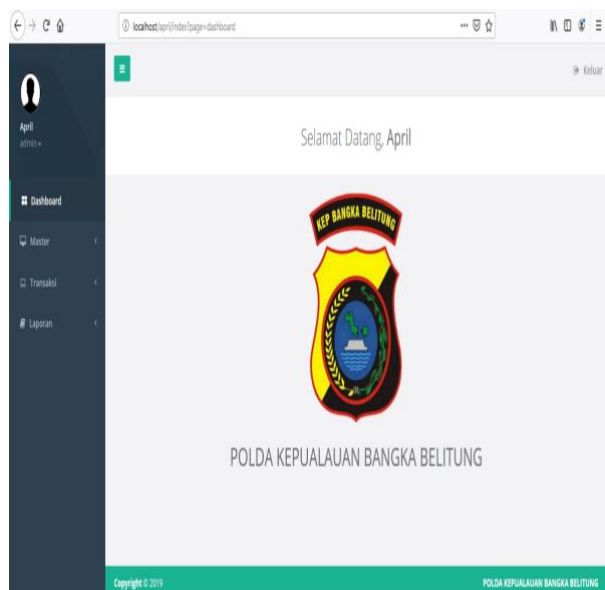 localhost/april/index?page=dashboard
Keluar
April
admin
Selamat Datang, April
Dashboard
Master
Transaksi
Laporan
KEP BANGKA BELITUNG
POLDA KEPUALAUAN BANGKA BELITUNG
Copyright © 2019
POLDA KEPUALAUAN BANGKA BELITUNG